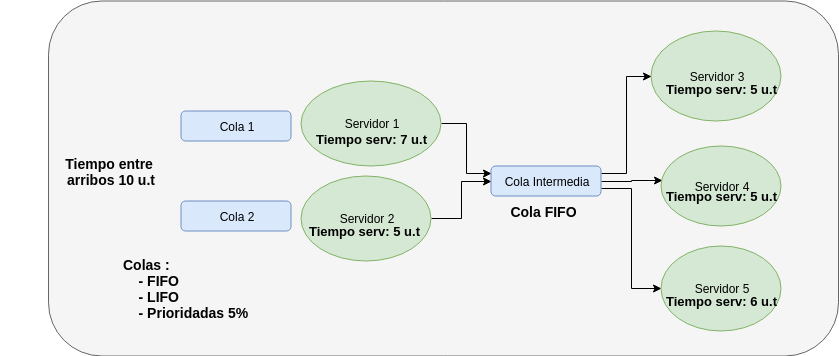 Tiempo entre
arribos 10 u.t
Cola 1
Cola 2
Colas :
- FIFO
- LIFO
- Prioridadas 5%
Servidor 1
Tiempo serv: 7 u.t
Servidor 2
Tiempo serv: 5 u.t
Cola Intermedia
Cola FIFO
Servidor 3
Tiempo serv: 5 u.t
Servidor 4
Tiempo serv: 5 u.t
Servidor 5
Tiempo serv: 6 u.t